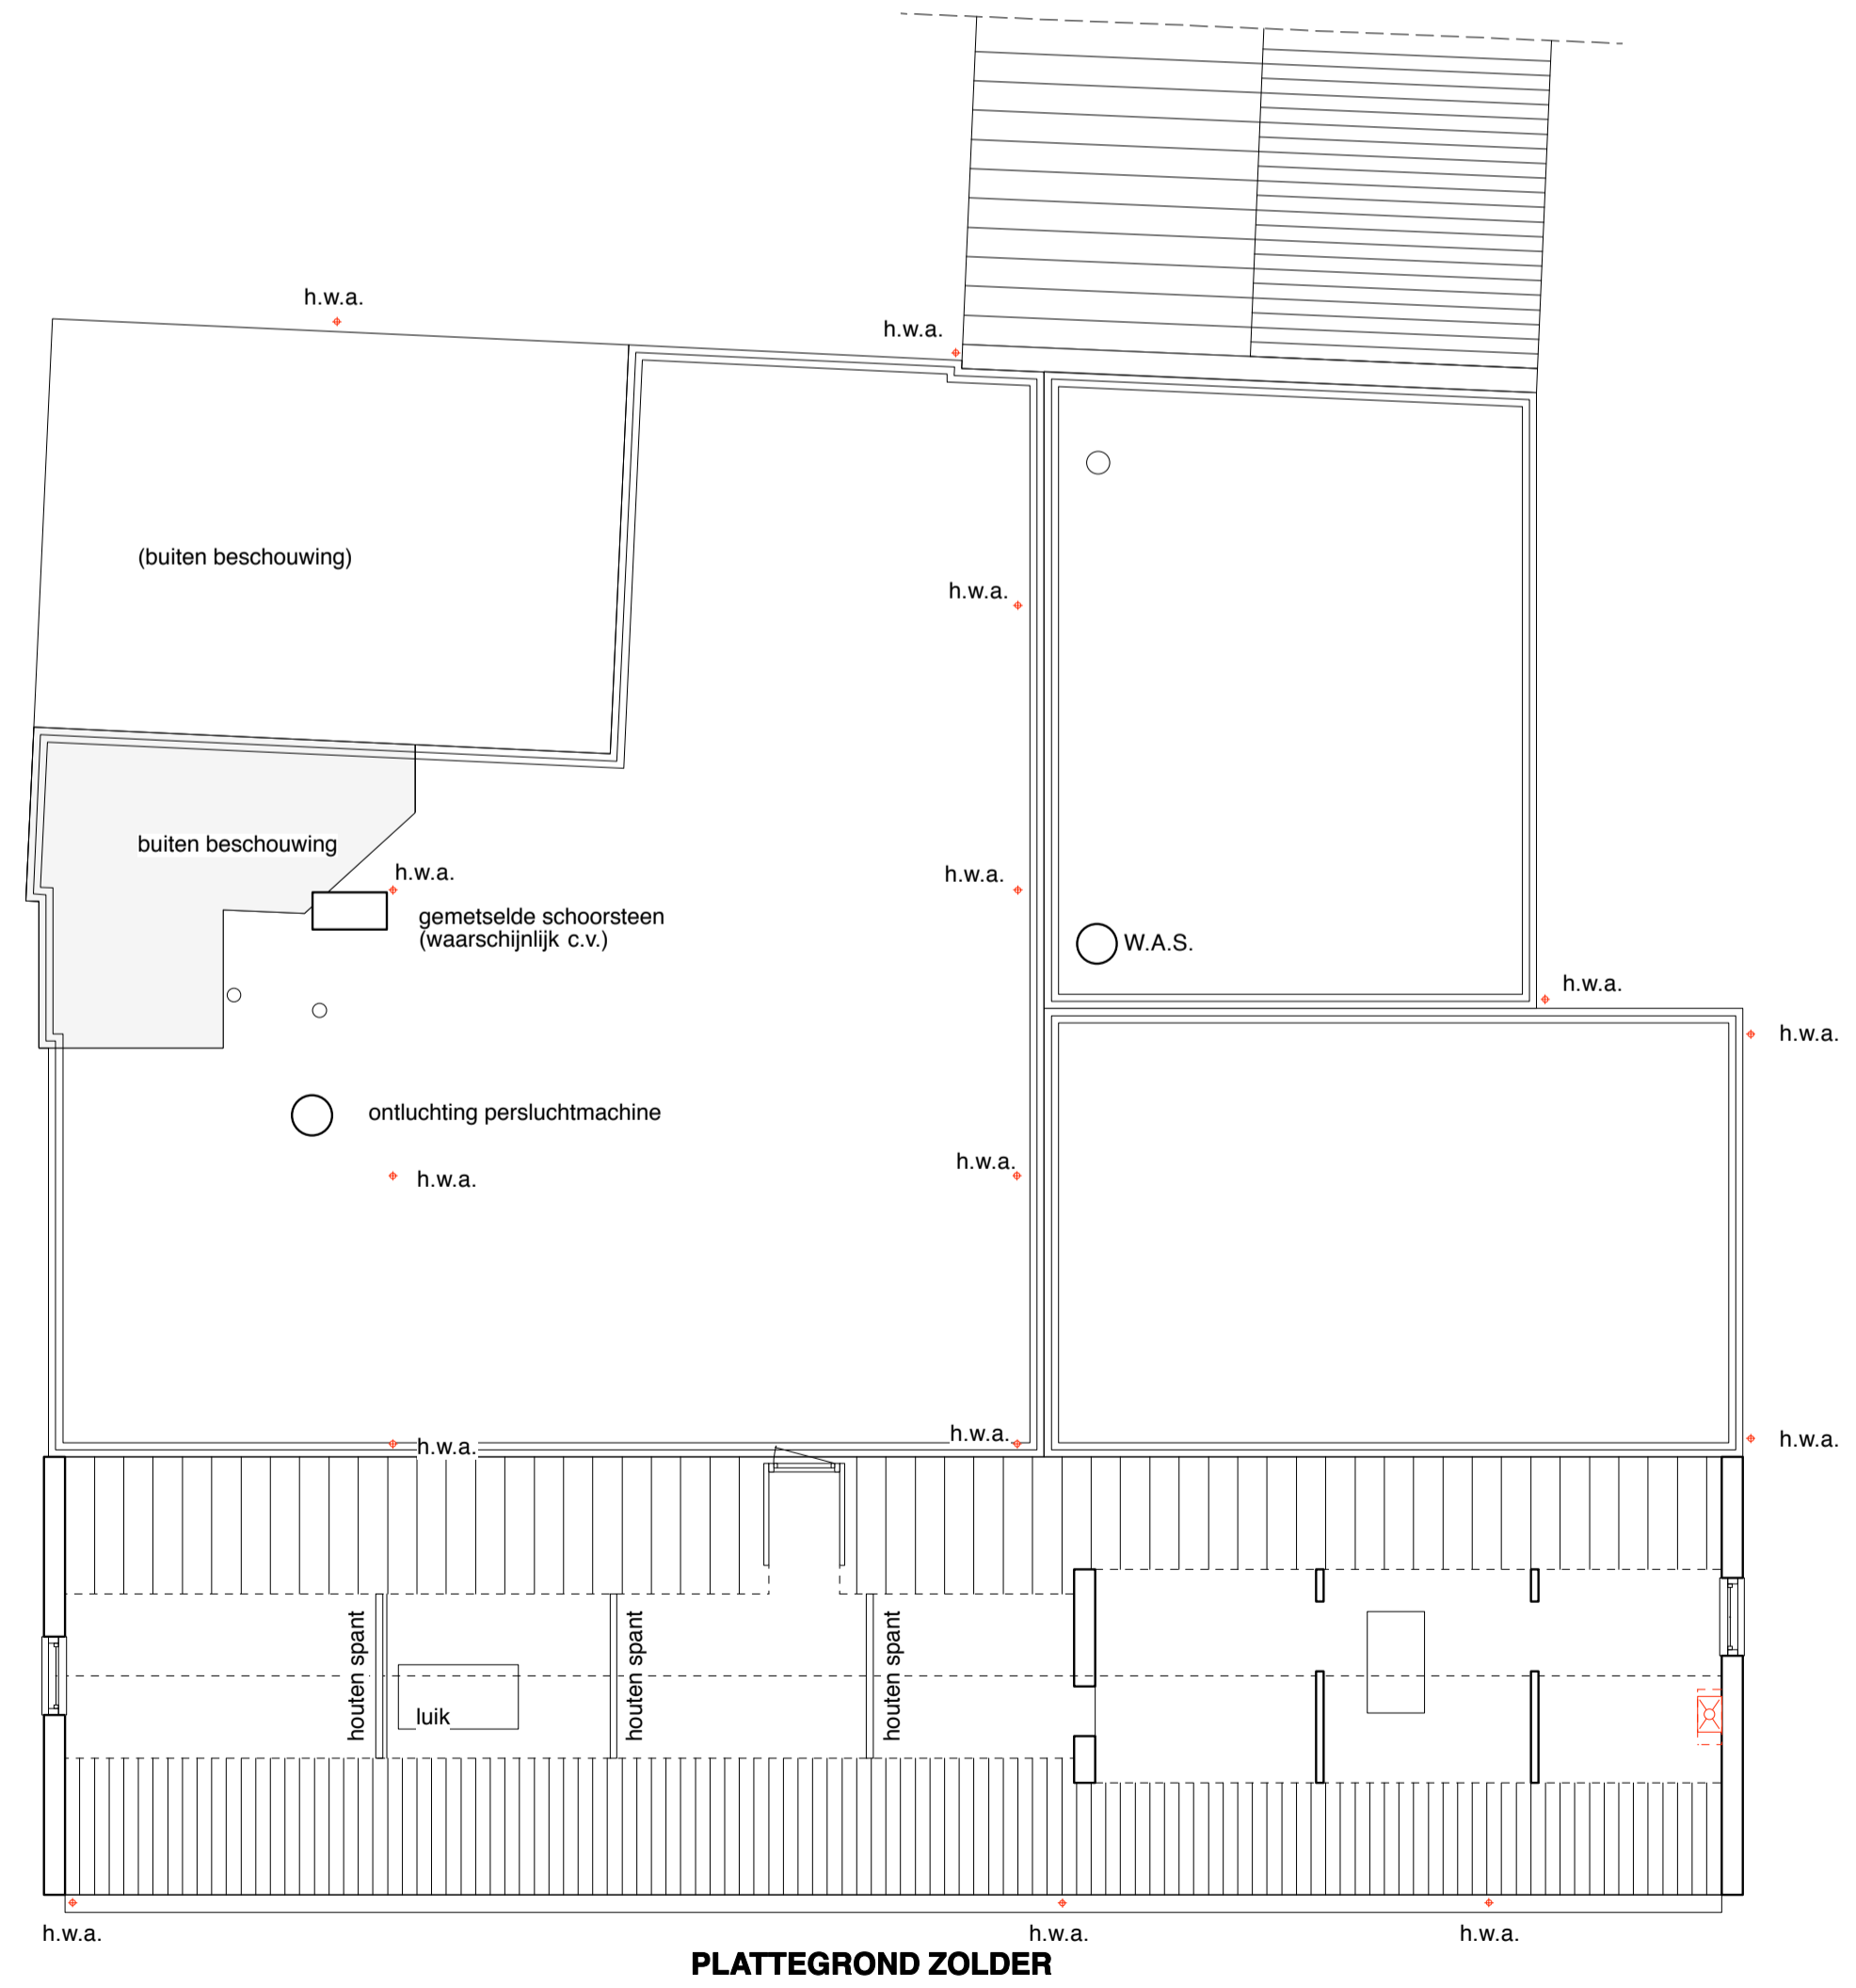 h.w.a.
h.w.a.
(buiten beschouwing)
h.w.a.
buiten beschouwing
h.w.a.
h.w.a.
gemetselde schoorsteen
(waarschijnlijk c.v.)
W.A.S.
h.w.a.
h.w.a.
ontluchting persluchtmachine
h.w.a.
h.w.a.
h.w.a.
h.w.a.
h.w.a.
houten spant
luik
houten spant
houten spant
h.w.a.
h.w.a.
h.w.a.
PLATTEGROND ZOLDER